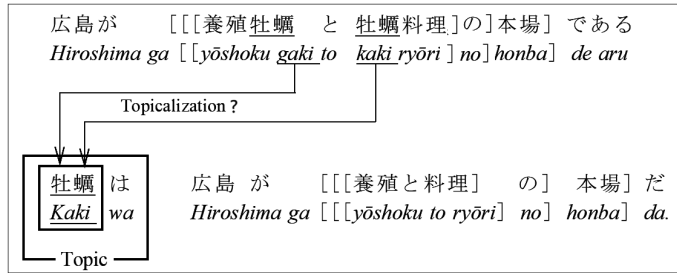 広島が [[[養殖牡蠣 と 牡蠣料理]の]本場] である
Hiroshima ga [[yōshoku gaki to kaki ryōri ] no] honba] de aru
Topicalization ?
牡蠣 は 広島 が [[[養殖と料理] の] 本場] だ
Kaki wa Hiroshima ga [[[yōshoku to ryōri] no] honba] da.
Topic